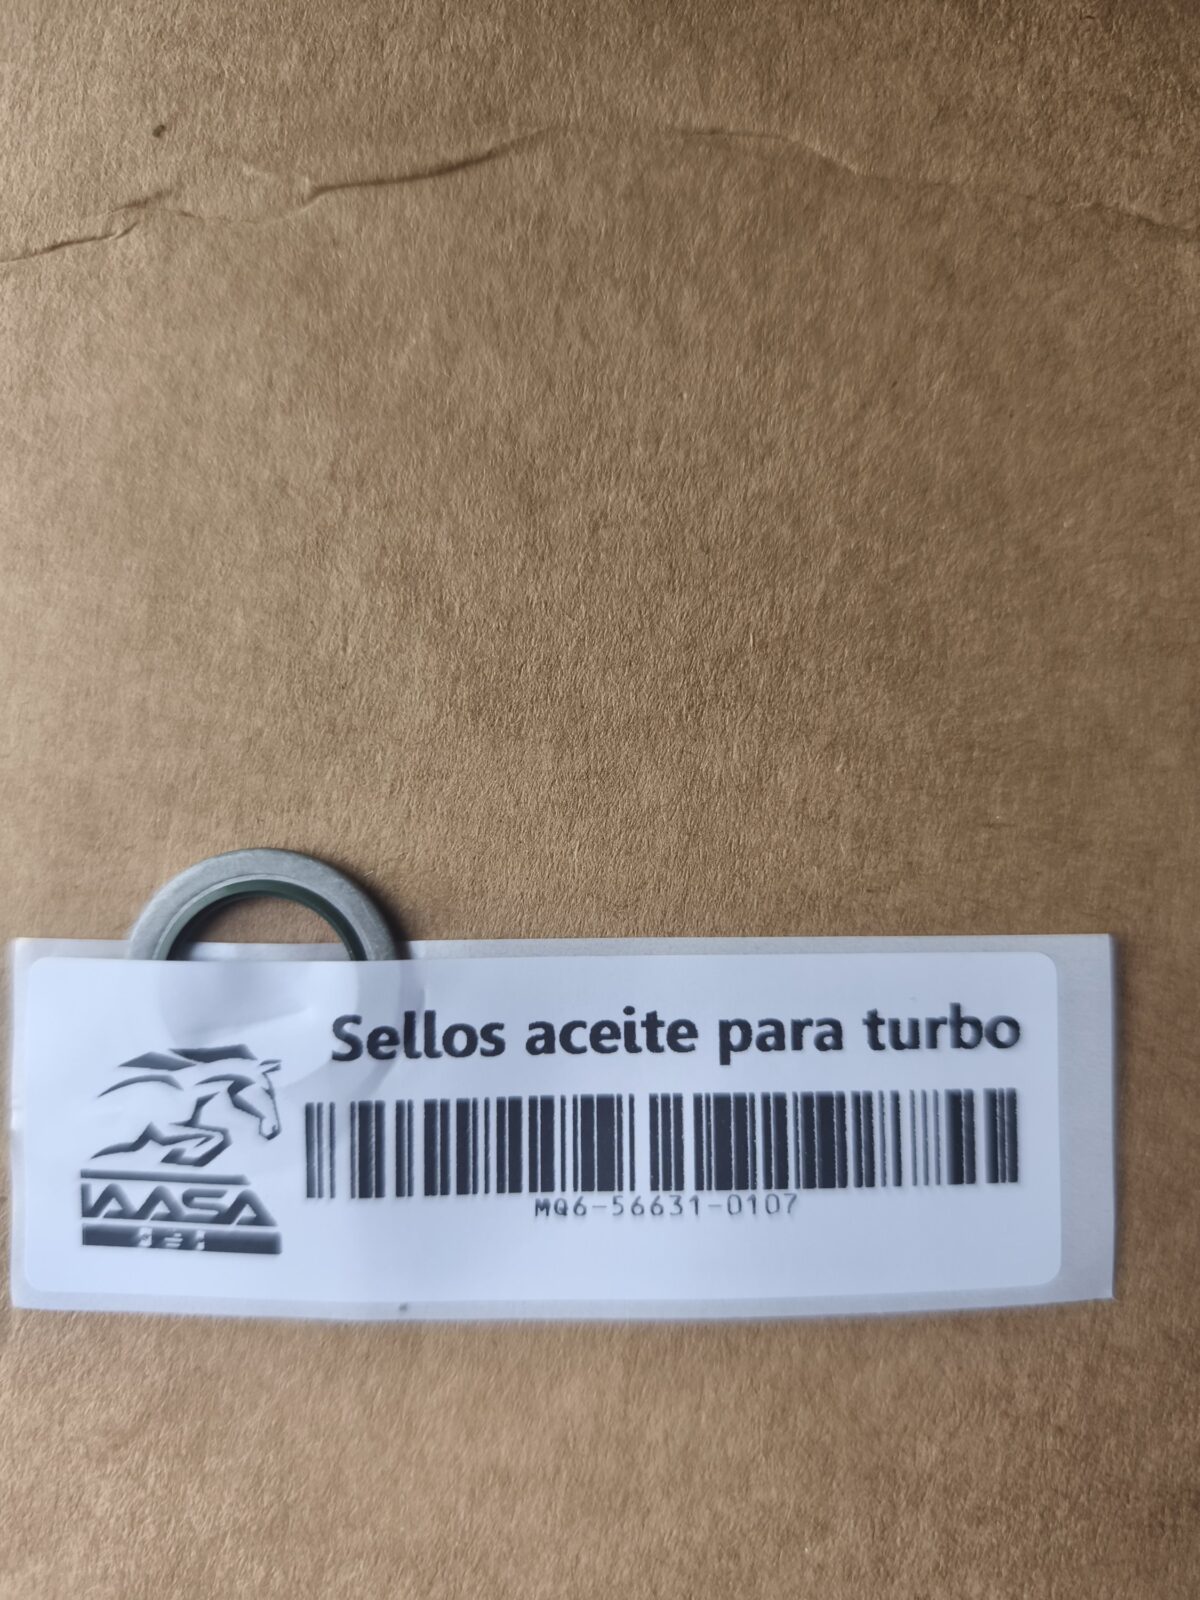 Sellos aceite para turbo
MQ6-56631-0107
IAASA